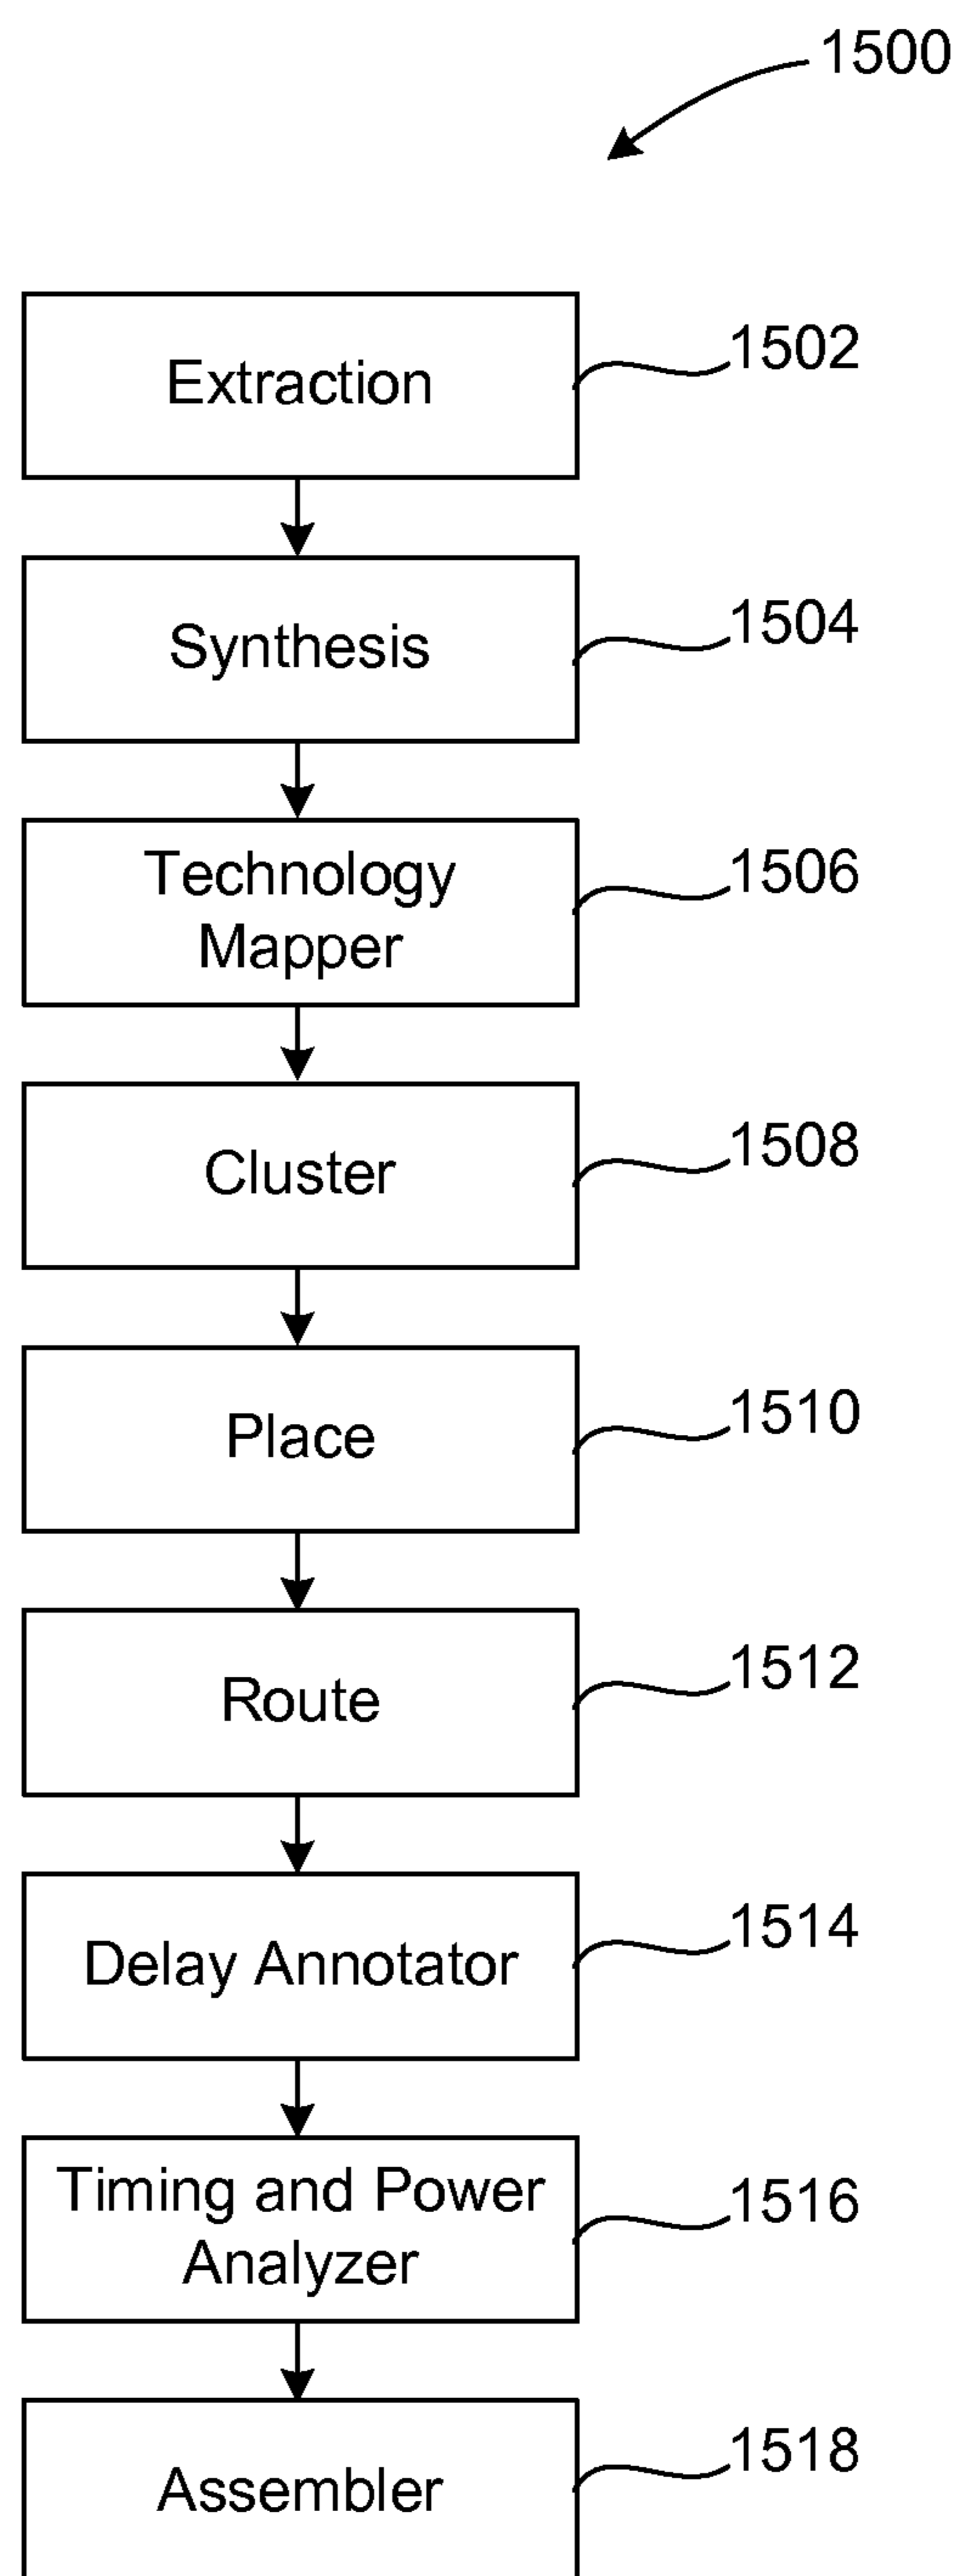 1500
Extraction
1502
Synthesis
1504
Technology
Mapper
1506
Cluster
1508
Place
1510
Route
1512
Delay Annotator
1514
Timing and Power
Analyzer
1516
Assembler
1518